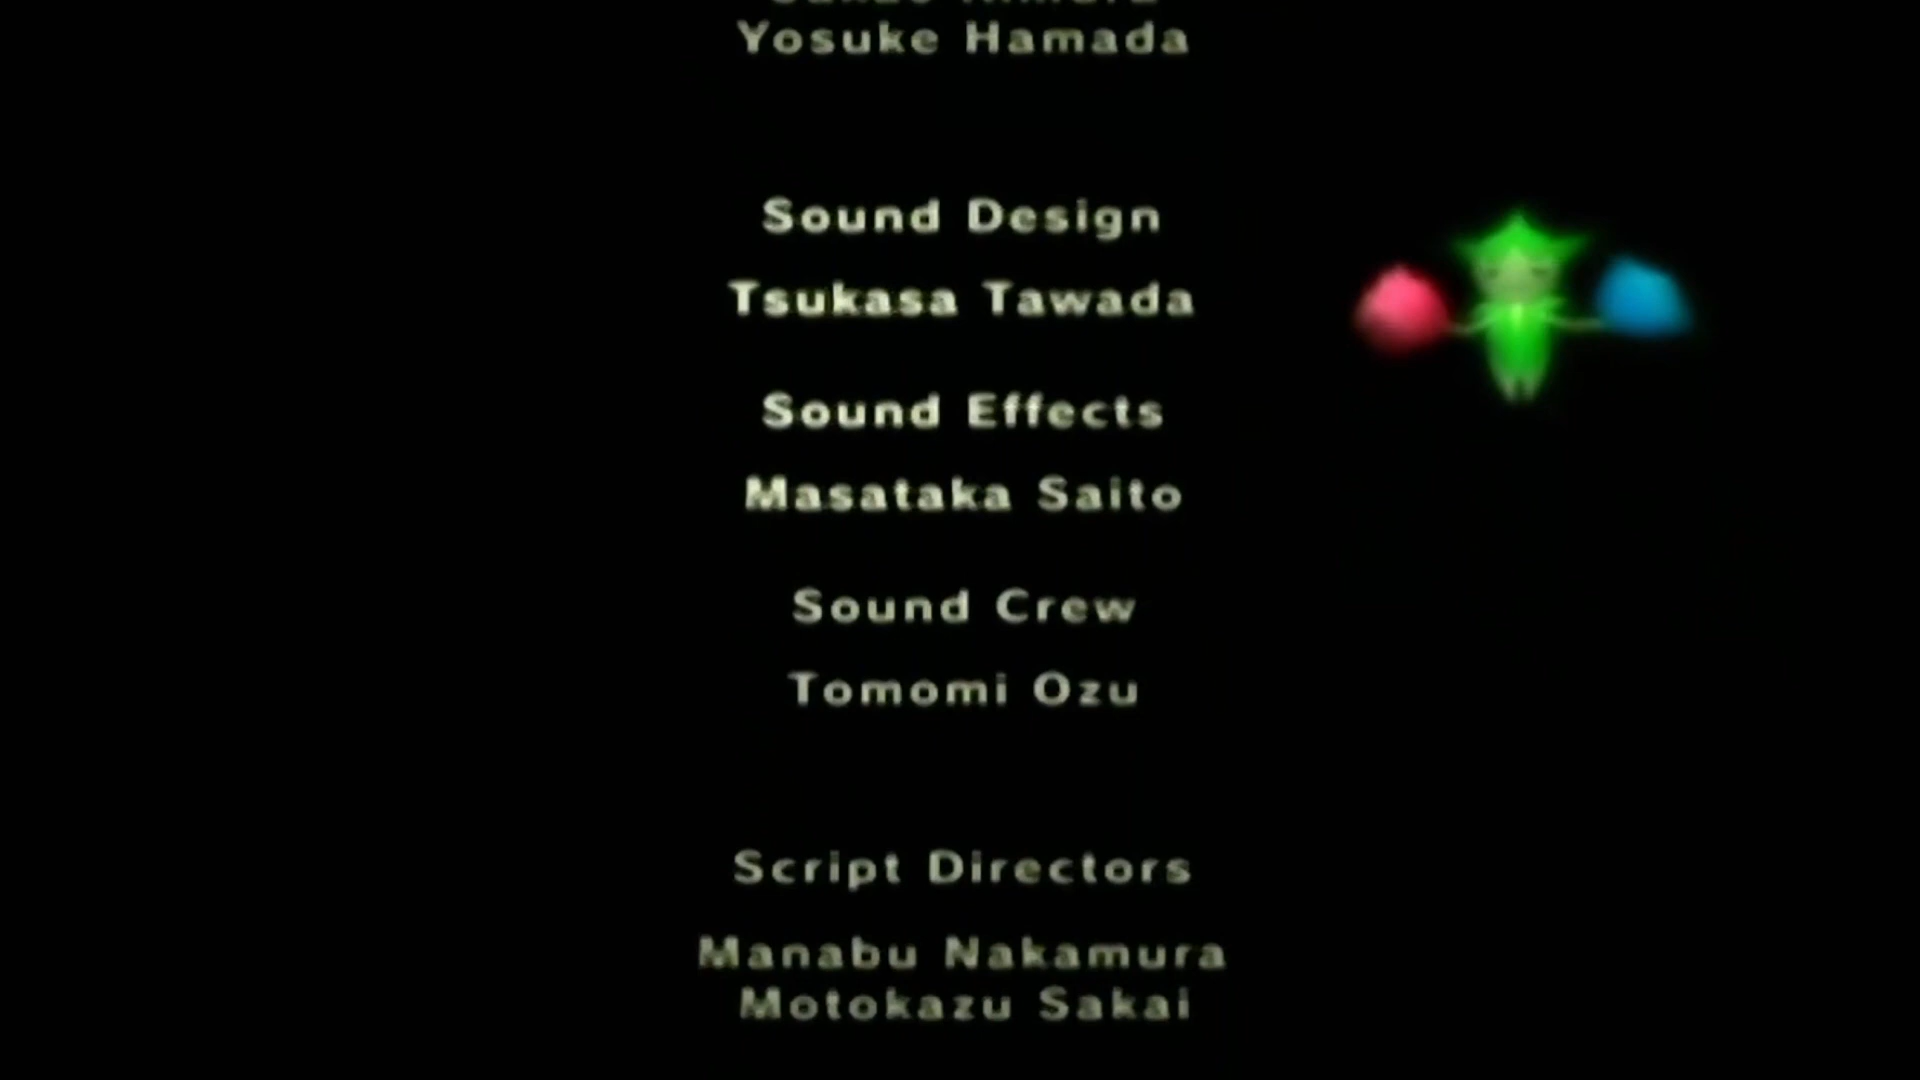 Yosuke Hamada
Sound Design
Tsukasa Tawada
Sound Effects
Masataka Saito
Sound Crew
Tomomi Ozu
Script Directors
Manabu Nakamura
Motokazu Sakai